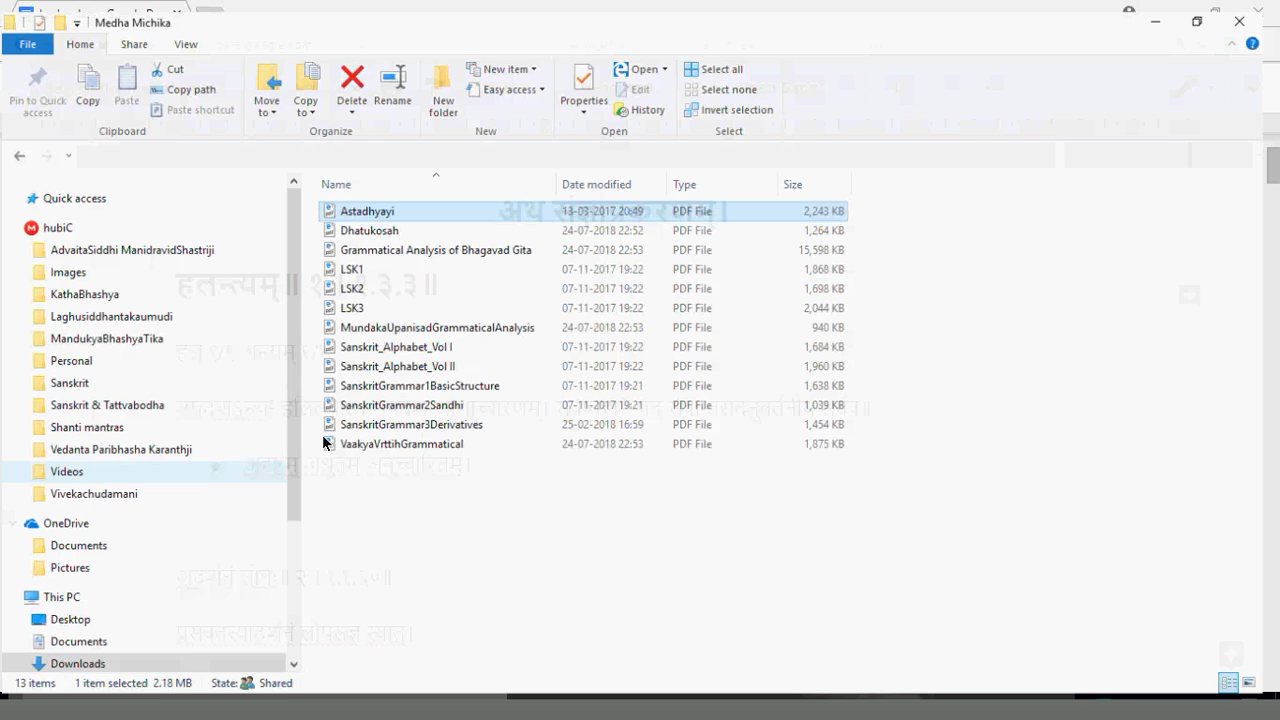 Medha Michika
File Home Share View
Pin to Quick access
Copy
Paste
Cut
Copy path
Paste shortcut
Clipboard
Move to
Copy to
Delete
Rename
Organize
New folder
New item
Easy access
New
Properties
Open
Edit
History
Open
Select all
Select none
Invert selection
Select
Name Date modified Type Size
Quick access
hubiC
AdvaitaSiddhi ManidravidShastriji
Images
KathaBhashya
Laghusiddhantakaumudi
MandukyaBhashyaTika
Personal
Sanskrit
Sanskrit & Tattvabodha
Shanti mantras
Vedanta Paribhasha Karanthji
Videos
Vivekachudamani
OneDrive
Documents
Pictures
This PC
Desktop
Documents
Downloads
Astadhyayi 13-03-2017 20:49 PDF File 2,243 KB
Dhatukosah 24-07-2018 22:52 PDF File 1,264 KB
Grammatical Analysis of Bhagavad Gita 24-07-2018 22:53 PDF File 15,598 KB
LSK1 07-11-2017 19:22 PDF File 1,868 KB
LSK2 07-11-2017 19:22 PDF File 1,698 KB
LSK3 07-11-2017 19:22 PDF File 2,044 KB
MundakaUpanisadGrammaticalAnalysis 24-07-2018 22:53 PDF File 940 KB
Sanskrit_Alphabet_Vol I 07-11-2017 19:22 PDF File 1,684 KB
Sanskrit_Alphabet_Vol II 07-11-2017 19:22 PDF File 1,960 KB
SanskritGrammar1BasicStructure 07-11-2017 19:21 PDF File 1,638 KB
SanskritGrammar2Sandhi 07-11-2017 19:21 PDF File 1,039 KB
SanskritGrammar3Derivatives 25-02-2018 16:59 PDF File 1,454 KB
VaakyaVrttihGrammatical 24-07-2018 22:53 PDF File 1,875 KB
13 items 1 item selected 2.18 MB State: Shared